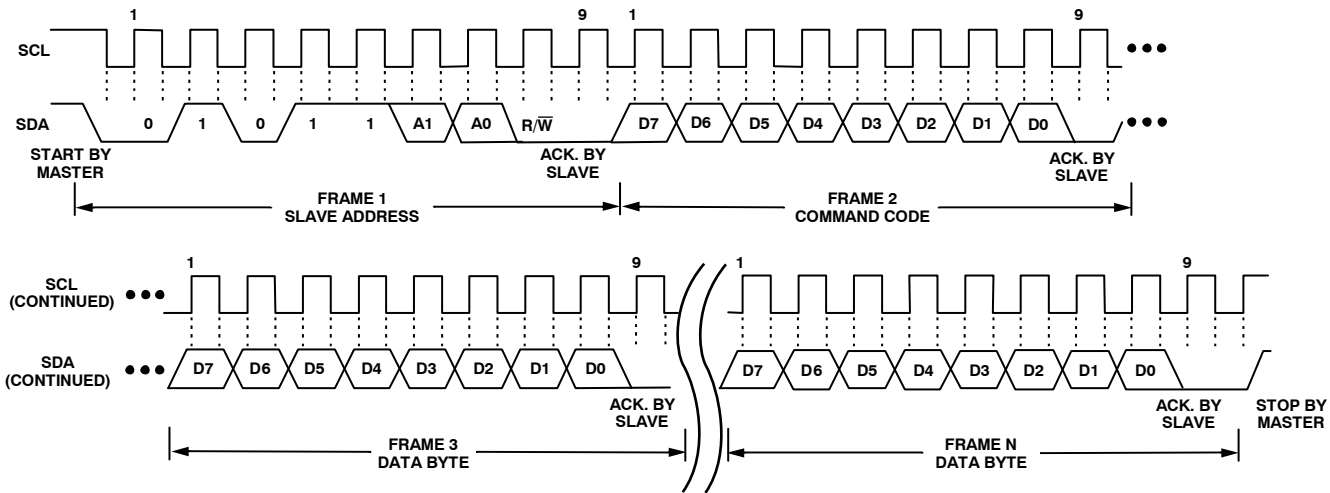 1 9 1 9
SCL
SDA 0 1 0 1 1 A1 A0 R/W̅ D7 D6 D5 D4 D3 D2 D1 D0
START BY
MASTER
ACK. BY
SLAVE
ACK. BY
SLAVE
FRAME 1
SLAVE ADDRESS
FRAME 2
COMMAND CODE
1 9 1 9
SCL
(CONTINUED)
SDA
(CONTINUED)
D7 D6 D5 D4 D3 D2 D1 D0 D7 D6 D5 D4 D3 D2 D1 D0
ACK. BY
SLAVE
ACK. BY
SLAVE
STOP BY
MASTER
FRAME 3
DATA BYTE
FRAME N
DATA BYTE